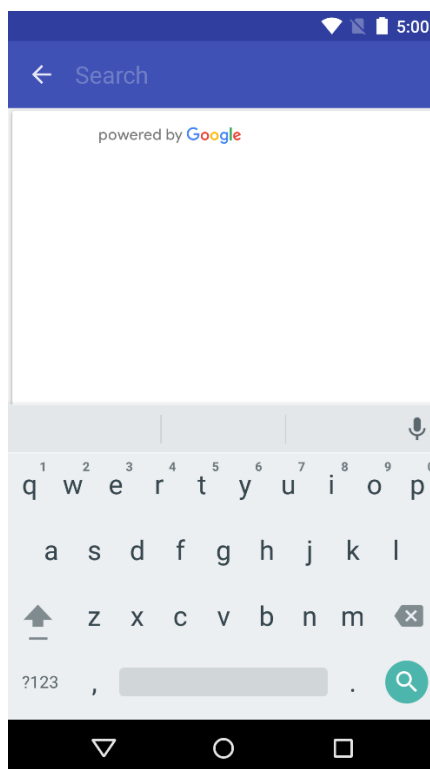 5:00
Search
powered by Google
1 2 3 4 5 6 7 8 9
q w e r t y u i o p
a s d f g h j k l
z x c v b n m
?123 , .